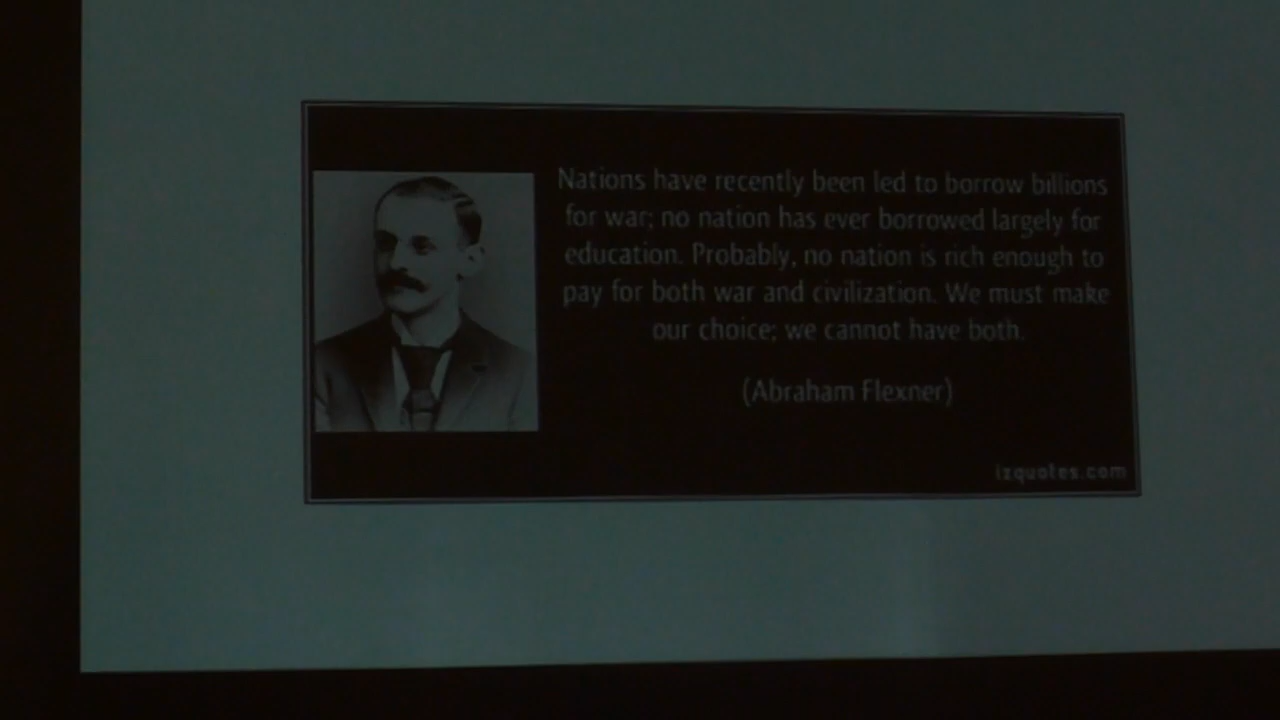 Nations have recently been led to borrow billions
for war; no nation has ever borrowed largely for
education. Probably, no nation is rich enough to
pay for both war and civilization. We must make
our choice; we cannot have both.
(Abraham Flexner)
izquotes.com